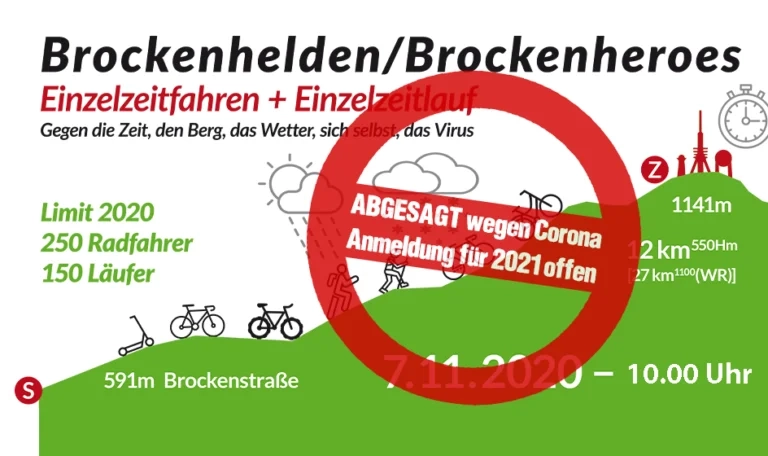 Brockenhelden/Brockenheroes
Einzelzeitfahren + Einzelzeitlauf
Gegen die Zeit, den Berg, das Wetter, sich selbst, das Virus
Z
Limit 2020
250 Radfahrer
150 Läufer
ABGESAGT wegen Corona
Anmeldung für 2021 offen
1141m
12 km 550Hm
[27 km 1100(WR)]
7.11.2020 – 10.00 Uhr
591m Brockenstraße
S